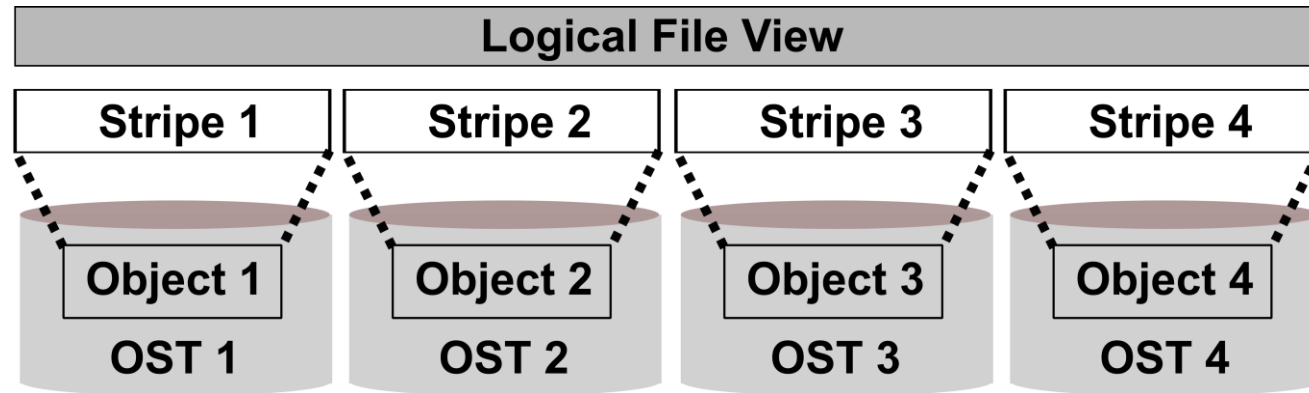 Logical File View
Stripe 1 Stripe 2 Stripe 3 Stripe 4
Object 1 Object 2 Object 3 Object 4
OST 1 OST 2 OST 3 OST 4